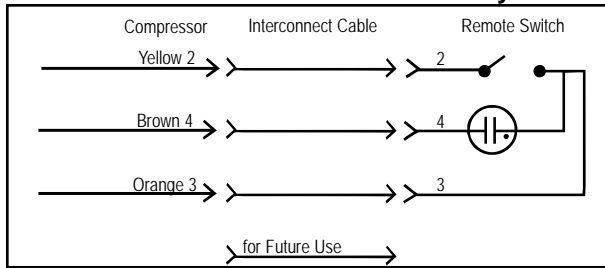 Compressor Interconnect Cable Remote Switch
Yellow 2 2
Brown 4 4
Orange 3 3
for Future Use